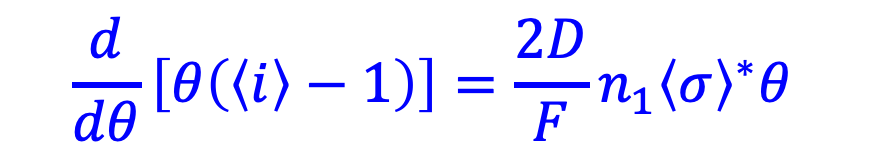 d/dθ [θ(⟨i⟩ − 1)] = 2D/F n₁⟨σ⟩*θ